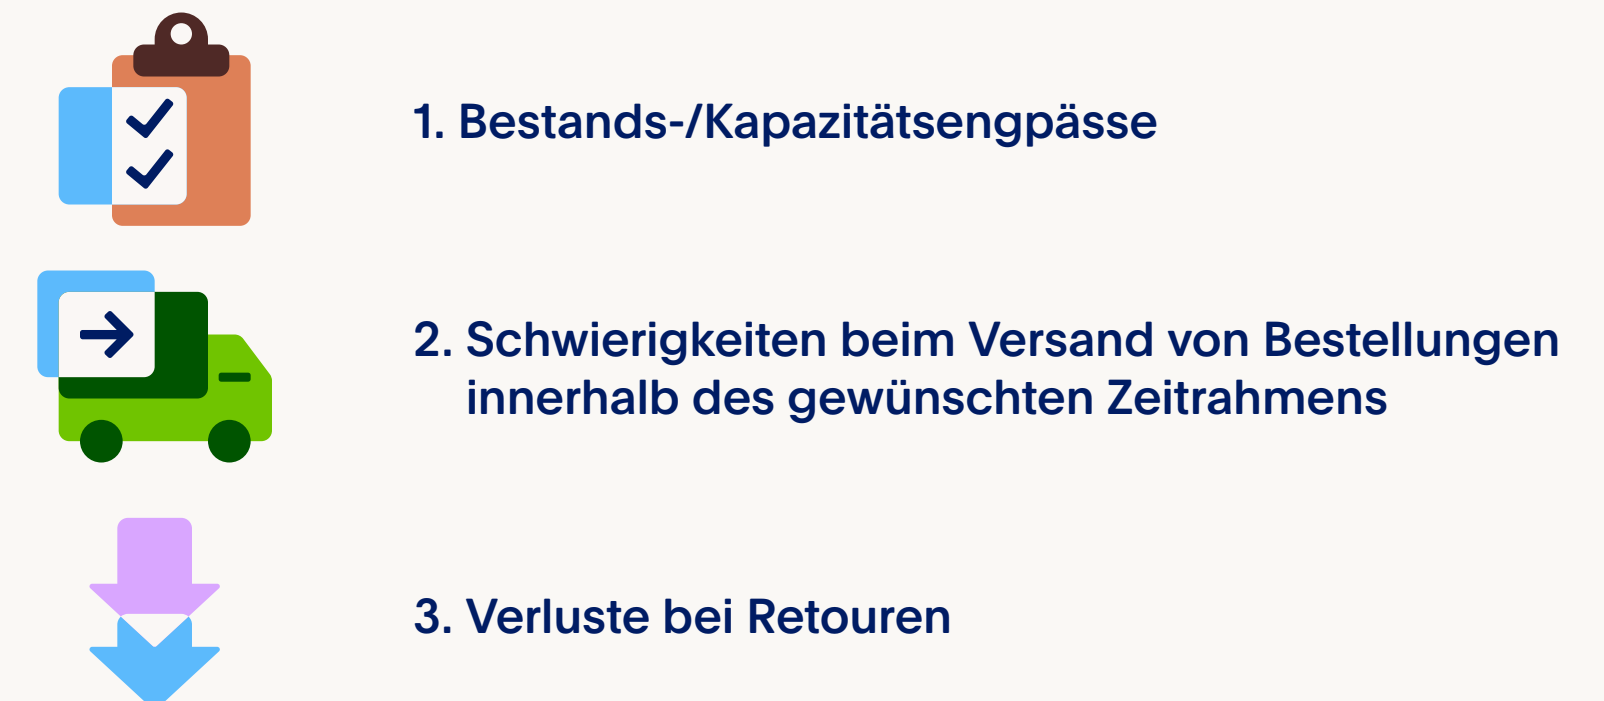 1. Bestands-/Kapazitätsengpässe
2. Schwierigkeiten beim Versand von Bestellungen
innerhalb des gewünschten Zeitrahmens
3. Verluste bei Retouren